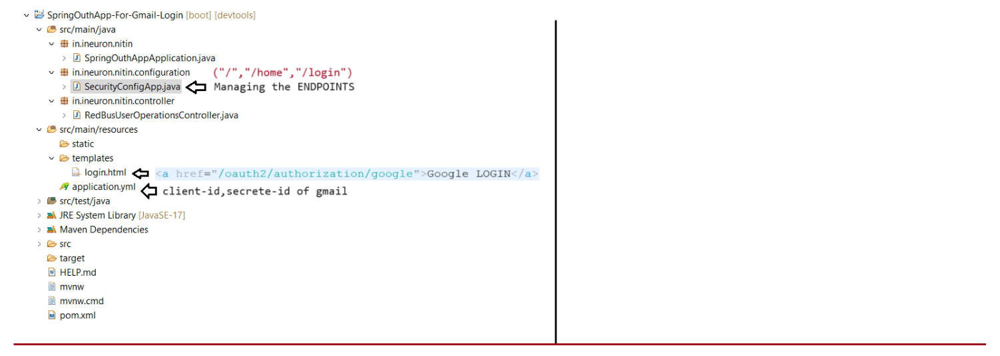 SpringOuthApp-For-Gmail-Login [boot] [devtools]
src/main/java
in.ineuron.nitin
SpringOuthAppApplication.java
in.ineuron.nitin.configuration ("/","/home","/login")
SecurityConfigApp.java Managing the ENDPOINTS
in.ineuron.nitin.controller
RedBusUserOperationsController.java
src/main/resources
static
templates
login.html <a href="/oauth2/authorization/google">Google LOGIN</a>
application.yml client-id,secrete-id of gmail
src/test/java
JRE System Library [JavaSE-17]
Maven Dependencies
src
target
HELP.md
mvnw
mvnw.cmd
pom.xml